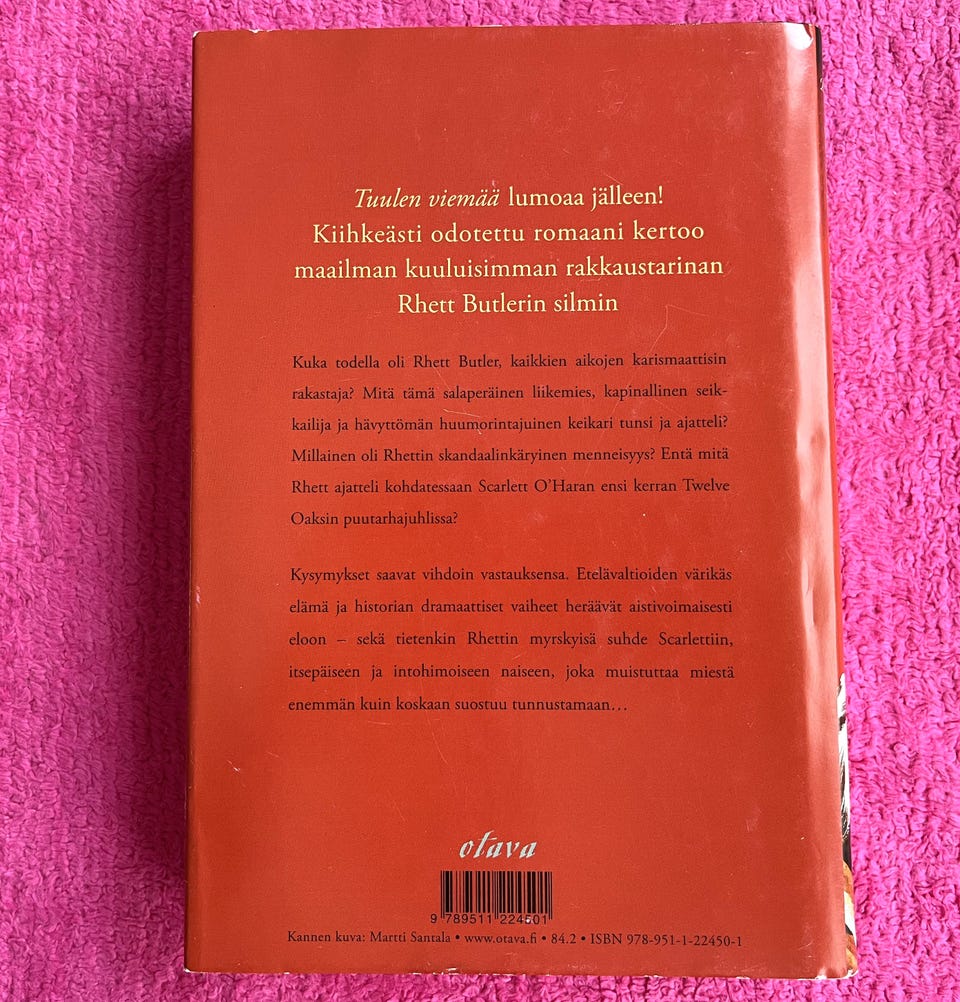 Tuulen viemää lumoaa jälleen!
Kiihkeästi odotettu romaani kertoo
maailman kuuluisimman rakkaustarinan
Rhett Butlerin silmin
Kuka todella oli Rhett Butler, kaikkien aikojen karismaattisin
rakastaja? Mitä tämä salaperäinen liikemies, kapinallinen seik-
kailija ja hävyttömän huumorintajuinen keikari tunsi ja ajatteli?
Millainen oli Rhettin skandaalinkäryinen menneisyys? Entä mitä
Rhett ajatteli kohdatessaan Scarlett O'Haran ensi kerran Twelve
Oaksin puutarhajuhlissa?
Kysymykset saavat vihdoin vastauksensa. Etelävaltioiden värikäs
elämä ja historian dramaattiset vaiheet heräävät aistivoimaisesti
eloon – sekä tietenkin Rhettin myrskyisä suhde Scarlettiin,
itsepäiseen ja intohimoiseen naiseen, joka muistuttaa miestä
enemmän kuin koskaan suostuu tunnustamaan…
otava
9 789511 224501
Kannen kuva: Martti Santala • www.otava.fi • 84.2 • ISBN 978-951-1-22450-1